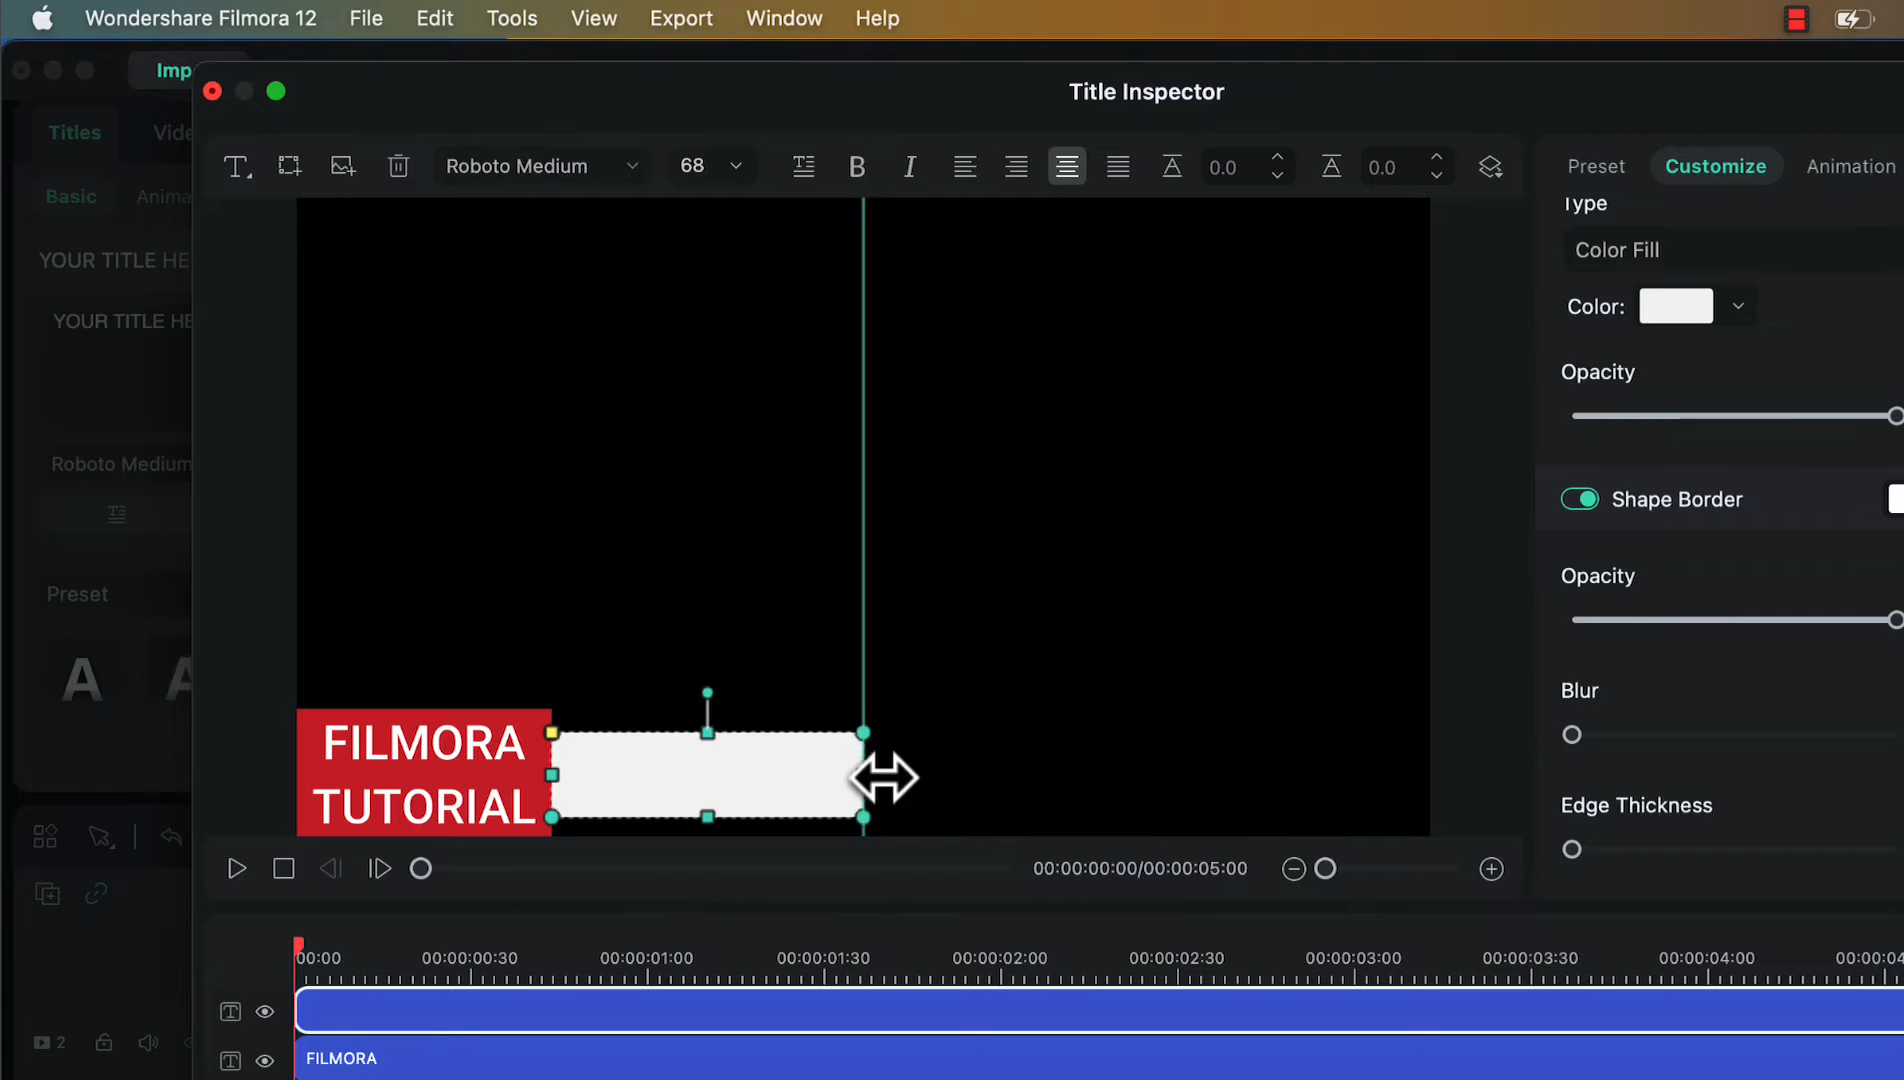 Wondershare Filmora 12 File Edit Tools View Export Window Help
Imp
Title Inspector
Titles Vide
Roboto Medium 68 B I 0.0 0.0
Preset Customize Animation
Basic Anima
Type
YOUR TITLE HE
Color Fill
YOUR TITLE HE
Color:
Opacity
Roboto Medium
Shape Border
Opacity
Preset
A A
Blur
FILMORA
TUTORIAL
Edge Thickness
00:00:00:00/00:00:05:00
00:00 00:00:00:30 00:00:01:00 00:00:01:30 00:00:02:00 00:00:02:30 00:00:03:00 00:00:03:30 00:00:04:00 00:00:04
2
FILMORA